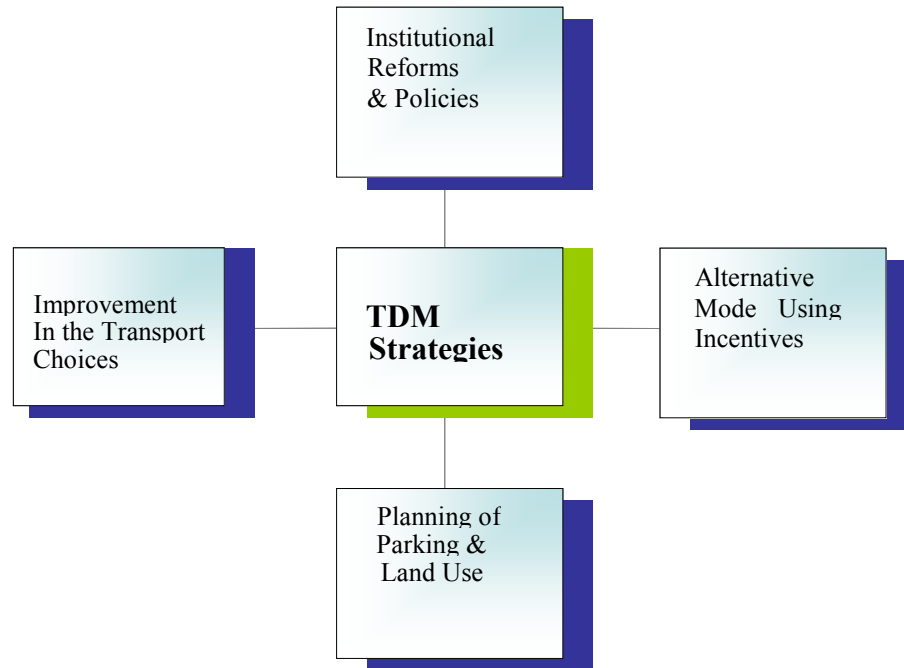 Institutional
Reforms
& Policies
Improvement
In the Transport
Choices
TDM
Strategies
Alternative
Mode Using
Incentives
Planning of
Parking &
Land Use